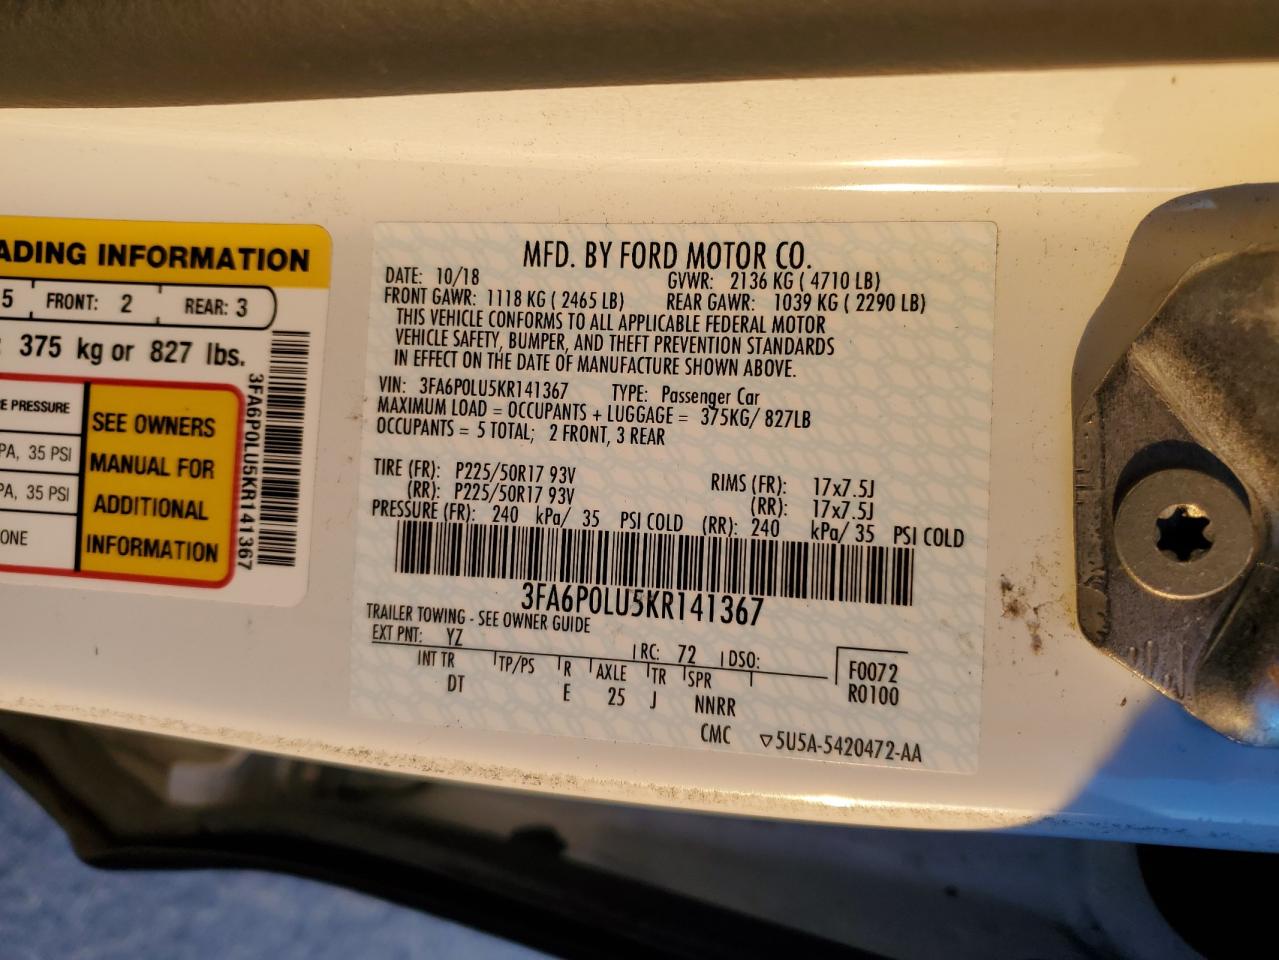 ADING INFORMATION
5 FRONT: 2 REAR: 3
375 kg or 827 lbs.
E PRESSURE
PA, 35 PSI
PA, 35 PSI
ONE
SEE OWNERS
MANUAL FOR
ADDITIONAL
INFORMATION
3FA6P0LU5KR141367
MFD. BY FORD MOTOR CO.
DATE: 10/18 GVWR: 2136 KG ( 4710 LB)
FRONT GAWR: 1118 KG ( 2465 LB) REAR GAWR: 1039 KG ( 2290 LB)
THIS VEHICLE CONFORMS TO ALL APPLICABLE FEDERAL MOTOR
VEHICLE SAFETY, BUMPER, AND THEFT PREVENTION STANDARDS
IN EFFECT ON THE DATE OF MANUFACTURE SHOWN ABOVE.
VIN: 3FA6P0LU5KR141367 TYPE: Passenger Car
MAXIMUM LOAD = OCCUPANTS + LUGGAGE = 375KG/ 827LB
OCCUPANTS = 5 TOTAL; 2 FRONT, 3 REAR
TIRE (FR): P225/50R17 93V RIMS (FR): 17x7.5J
(RR): P225/50R17 93V (RR): 17x7.5J
PRESSURE (FR): 240 kPa/ 35 PSI COLD (RR): 240 kPa/ 35 PSI COLD
3FA6P0LU5KR141367
TRAILER TOWING - SEE OWNER GUIDE
EXT PNT: YZ RC: 72 DSO:
INT TR TP/PS R AXLE TR SPR F0072
DT E 25 J NNRR R0100
CMC ▽5U5A-5420472-AA